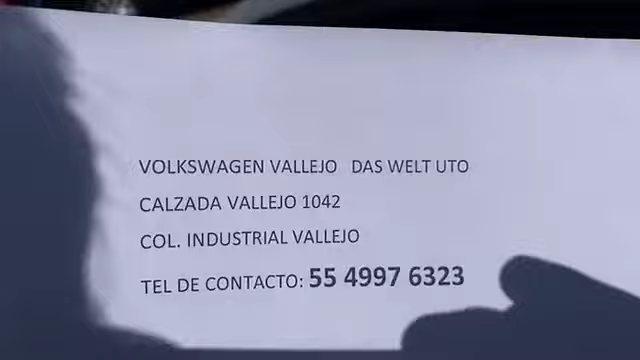 VOLKSWAGEN VALLEJO DAS WELT UTO
CALZADA VALLEJO 1042
COL. INDUSTRIAL VALLEJO
TEL DE CONTACTO: 55 4997 6323